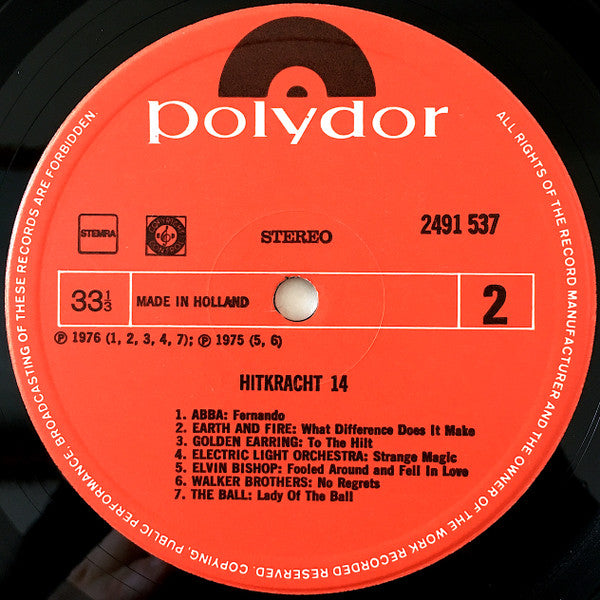 polydor
ALL RIGHTS OF THE RECORD MANUFACTURER AND THE OWNER OF THE WORK RECORDED RESERVED. COPYING, PUBLIC PERFORMANCE, BROADCASTING OF THESE RECORDS ARE FORBIDDEN.
STEMRA
STEREO
2491 537
33⅓
MADE IN HOLLAND
2
℗ 1976 (1, 2, 3, 4, 7); ℗ 1975 (5, 6)
HITKRACHT 14
1. ABBA: Fernando
2. EARTH AND FIRE: What Difference Does It Make
3. GOLDEN EARRING: To The Hilt
4. ELECTRIC LIGHT ORCHESTRA: Strange Magic
5. ELVIN BISHOP: Fooled Around and Fell In Love
6. WALKER BROTHERS: No Regrets
7. THE BALL: Lady Of The Ball